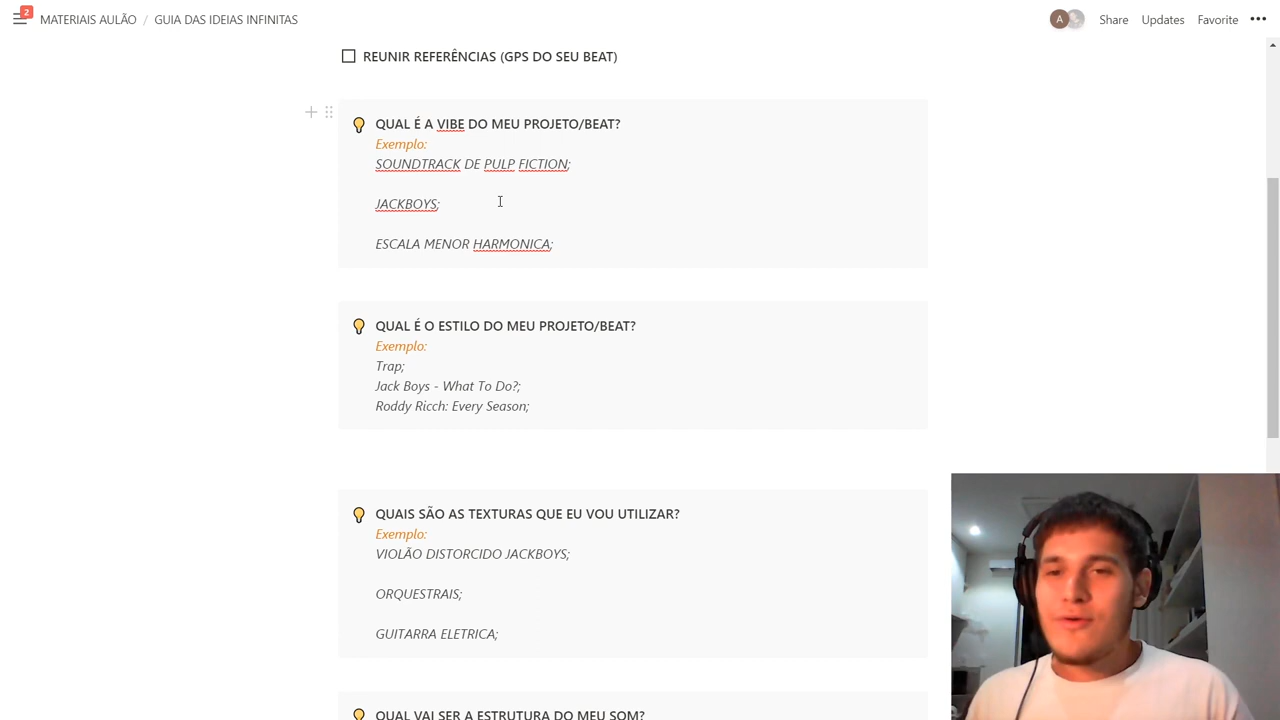 2
MATERIAIS AULÃO / GUIA DAS IDEIAS INFINITAS
A
Share
Updates
Favorite
REUNIR REFERÊNCIAS (GPS DO SEU BEAT)
QUAL É A VIBE DO MEU PROJETO/BEAT?
Exemplo:
SOUNDTRACK DE PULP FICTION;
JACKBOYS;
ESCALA MENOR HARMONICA;
QUAL É O ESTILO DO MEU PROJETO/BEAT?
Exemplo:
Trap;
Jack Boys - What To Do?;
Roddy Ricch: Every Season;
QUAIS SÃO AS TEXTURAS QUE EU VOU UTILIZAR?
Exemplo:
VIOLÃO DISTORCIDO JACKBOYS;
ORQUESTRAIS;
GUITARRA ELETRICA;
QUAL VAI SER A ESTRUTURA DO MEU SOM?